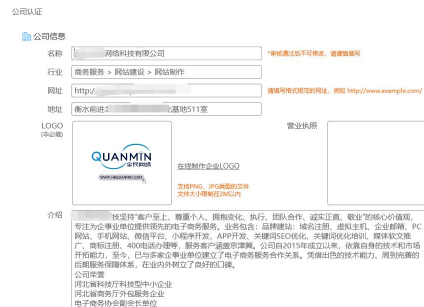 公司认证
公司信息
名称 网络科技有限公司 *审核通过后不可修改，请谨慎填写
行业 商务服务 > 网站建设 > 网站制作
网址 http: 请填写格式规范的网址，例如 http://www.example.com/
地址 衡水前进 化基地511室
LOGO 营业执照
(非必填)
QUANMIN
全民网络
在线制作企业LOGO
支持PNG、JPG类型的文件
文件大小限制在2M以内
介绍 技坚持"客户至上、尊重个人、拥抱变化、执行、团队合作、诚实正直、敬业"的核心价值观，
专注为企业单位提供领先的电子商务服务。业务包含：品牌建站：域名注册、虚拟主机、企业邮箱、PC
网站、手机网站、微信平台、小程序开发、APP开发、关键词SEO优化、关键词优化培训、媒体软文推
广、商标注册、400电话办理等，服务客户涵盖京津冀。公司自2015年成立以来，依靠自身的技术和市场
开拓能力，至今，已与多家企事业单位建立了电子商务服务合作关系。凭借出色的技术能力、周到完善的
后期服务保障体系，在业内外树立了良好的口碑。
公司荣誉
河北省科技厅科技型中小企业
河北省商务厅外包服务企业
电子商务协会副会长单位